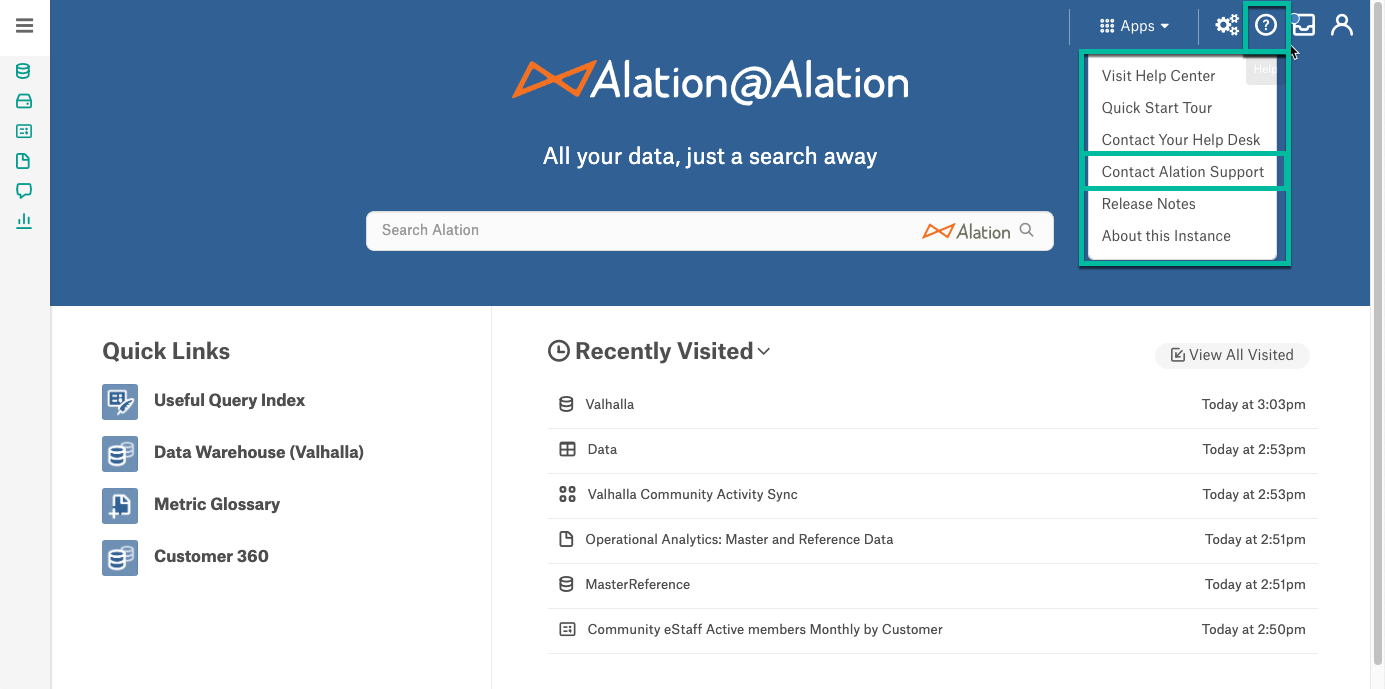 Apps
Help
Alation@Alation
All your data, just a search away
Search Alation
Alation
Visit Help Center
Quick Start Tour
Contact Your Help Desk
Contact Alation Support
Release Notes
About this Instance
Quick Links
Useful Query Index
Data Warehouse (Valhalla)
Metric Glossary
Customer 360
Recently Visited
View All Visited
Valhalla Today at 3:03pm
Data Today at 2:53pm
Valhalla Community Activity Sync Today at 2:53pm
Operational Analytics: Master and Reference Data Today at 2:51pm
MasterReference Today at 2:51pm
Community eStaff Active members Monthly by Customer Today at 2:50pm